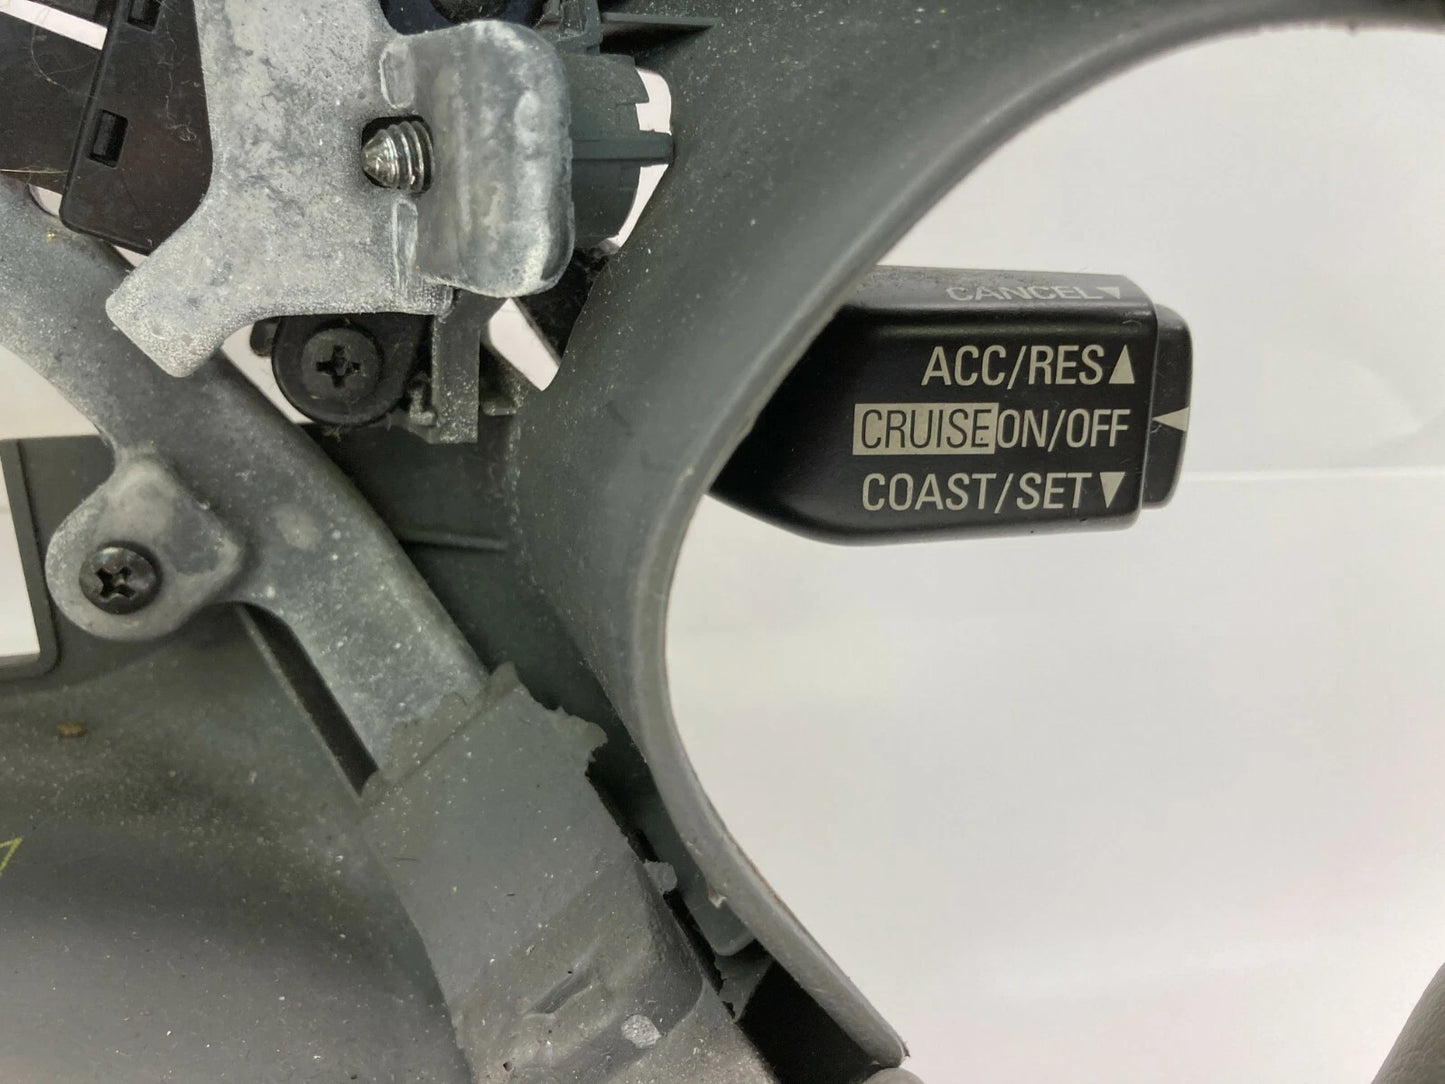 CANCEL▼
ACC/RES▲
CRUISE ON/OFF ◀
COAST/SET▼